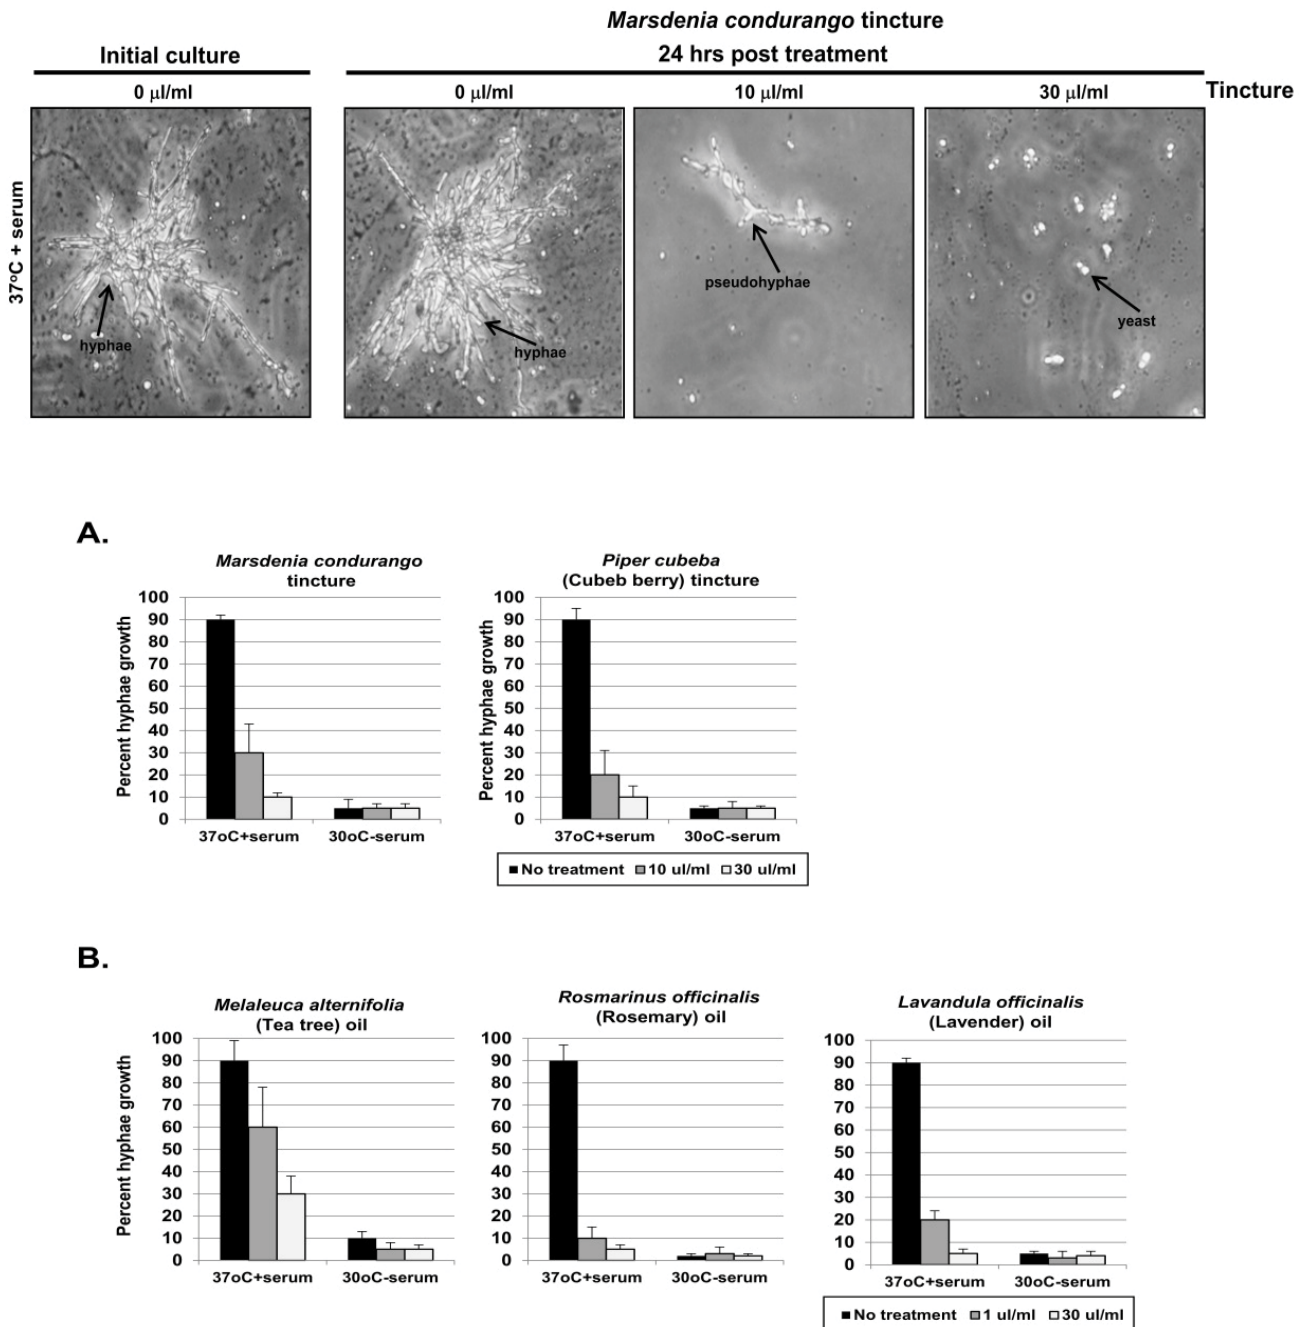 Marsdenia condurango tincture
Initial culture
24 hrs post treatment
0 μl/ml
0 μl/ml
10 μl/ml
30 μl/ml
Tincture
37ºC + serum
hyphae
hyphae
pseudohyphae
yeast
A.
Marsdenia condurango
tincture
Percent hyphae growth
100
90
80
70
60
50
40
30
20
10
0
37oC+serum
30oC-serum
Piper cubeba
(Cubeb berry) tincture
Percent hyphae growth
100
90
80
70
60
50
40
30
20
10
0
37oC+serum
30oC-serum
No treatment
10 ul/ml
30 ul/ml
B.
Melaleuca alternifolia
(Tea tree) oil
Percent hyphae growth
100
90
80
70
60
50
40
30
20
10
0
37oC+serum
30oC-serum
Rosmarinus officinalis
(Rosemary) oil
100
90
80
70
60
50
40
30
20
10
0
37oC+serum
30oC-serum
Lavandula officinalis
(Lavender) oil
100
90
80
70
60
50
40
30
20
10
0
37oC+serum
30oC-serum
No treatment
1 ul/ml
30 ul/ml